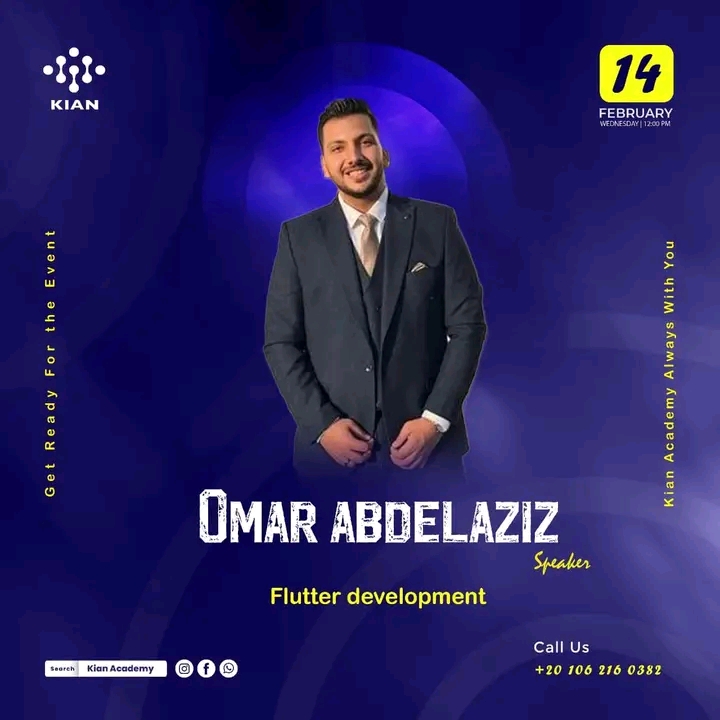 KIAN
14
FEBRUARY
WEDNESDAY | 12:00 PM
Get Ready For the Event
Kian Academy Always With You
OMAR ABDELAZIZ
Speaker
Flutter development
Search Kian Academy
Call Us
+20 106 216 0382